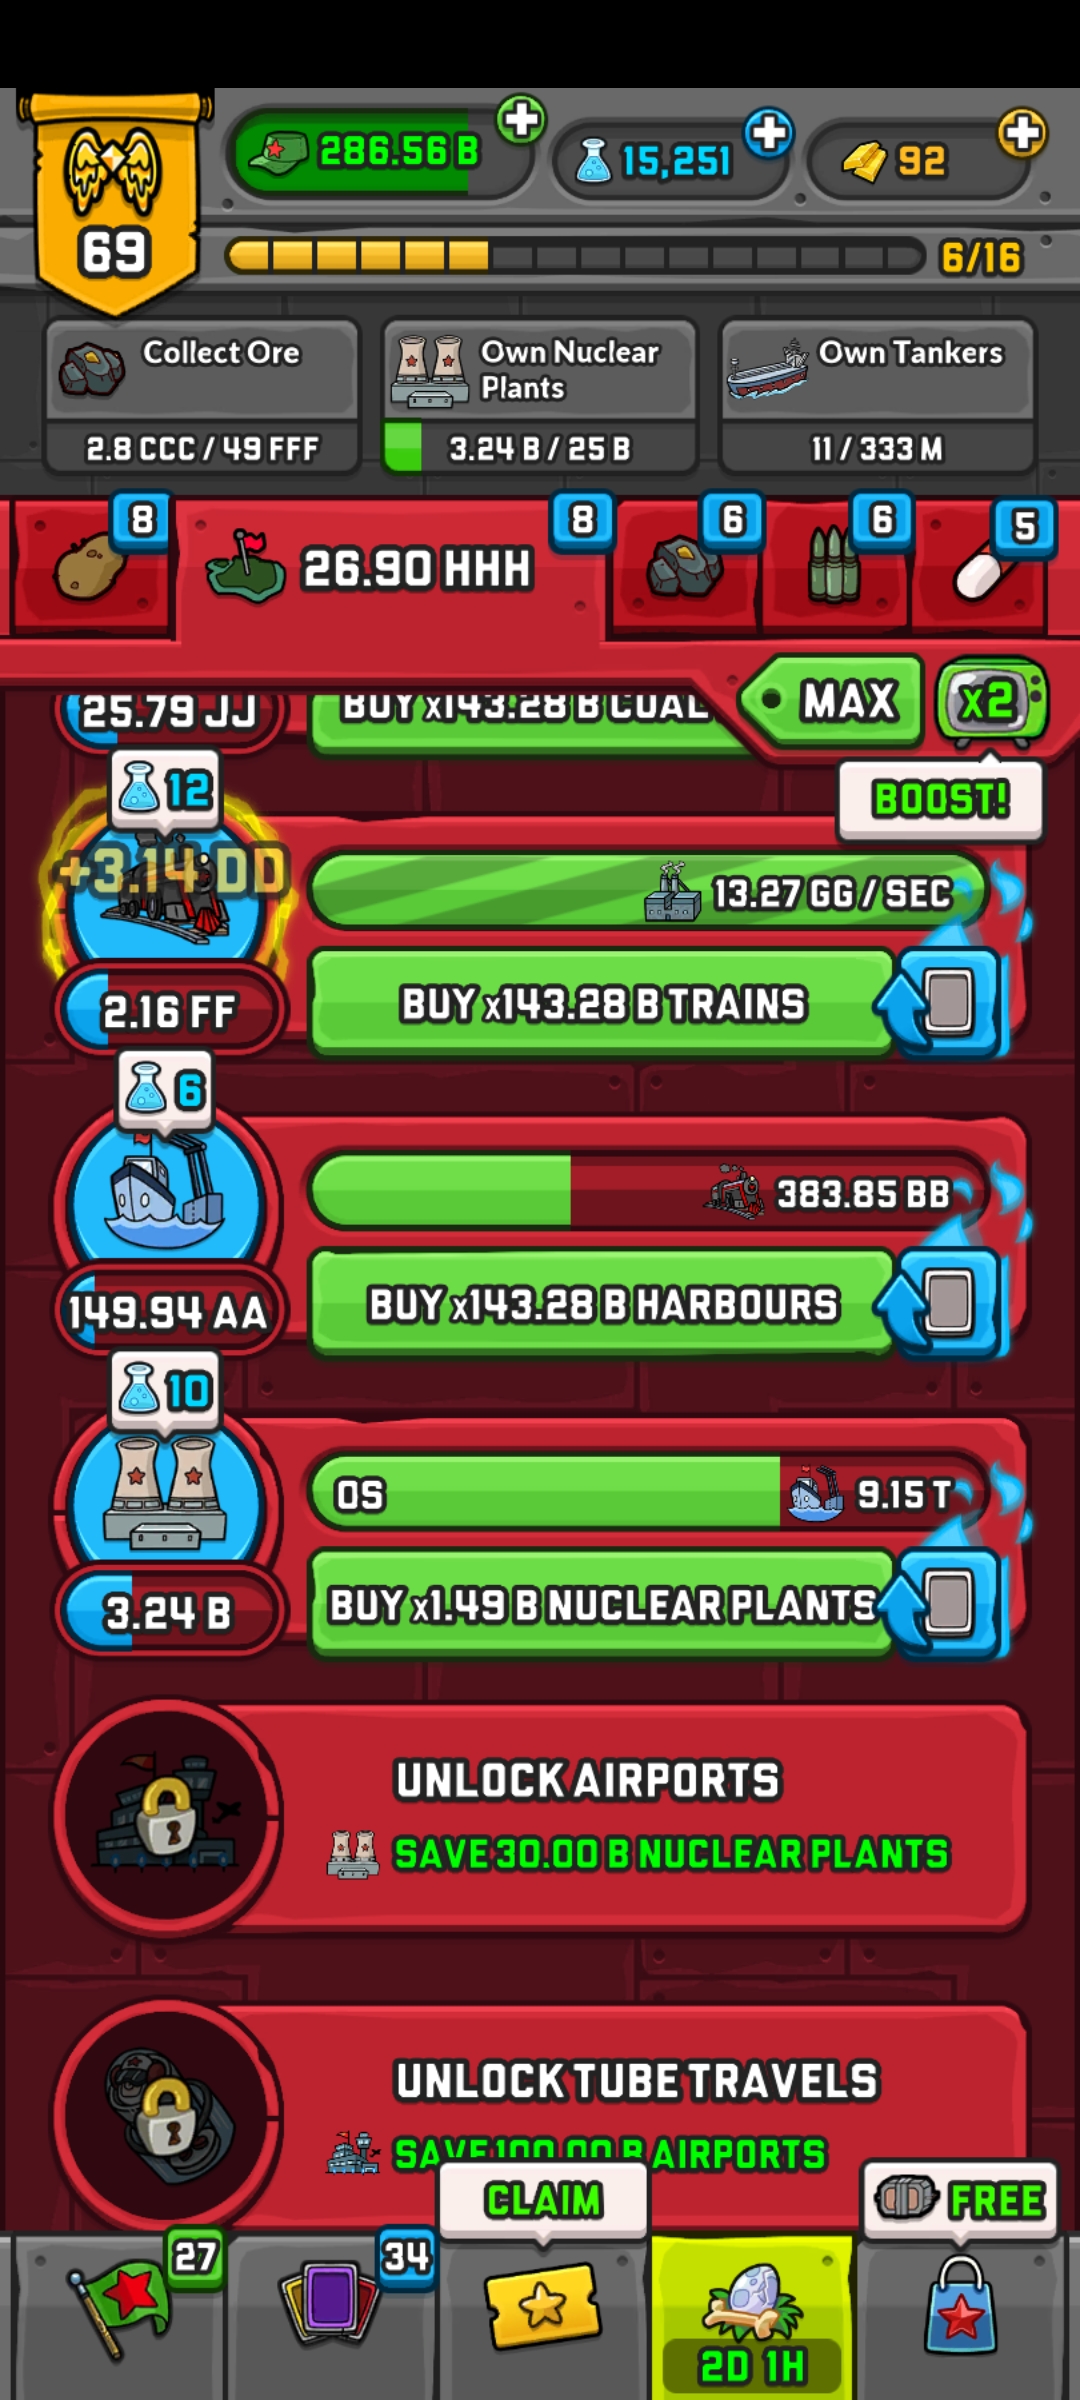 286.56 B
15,251
92
69
6/16
Collect Ore
2.8 CCC / 49 FFF
Own Nuclear
Plants
3.24 B / 25 B
Own Tankers
11 / 333 M
8
26.90 HHH
8
6
6
5
MAX
x2
BOOST!
25.79 JJ
BUY x143.28 B COAL
12
+3.14 DD
13.27 GG / SEC
2.16 FF
BUY x143.28 B TRAINS
6
383.85 BB
149.94 AA
BUY x143.28 B HARBOURS
10
0S
9.15 T
3.24 B
BUY x1.49 B NUCLEAR PLANTS
UNLOCK AIRPORTS
SAVE 30.00 B NUCLEAR PLANTS
UNLOCK TUBE TRAVELS
SAVE 100.00 B AIRPORTS
CLAIM
FREE
27
34
2D 1H